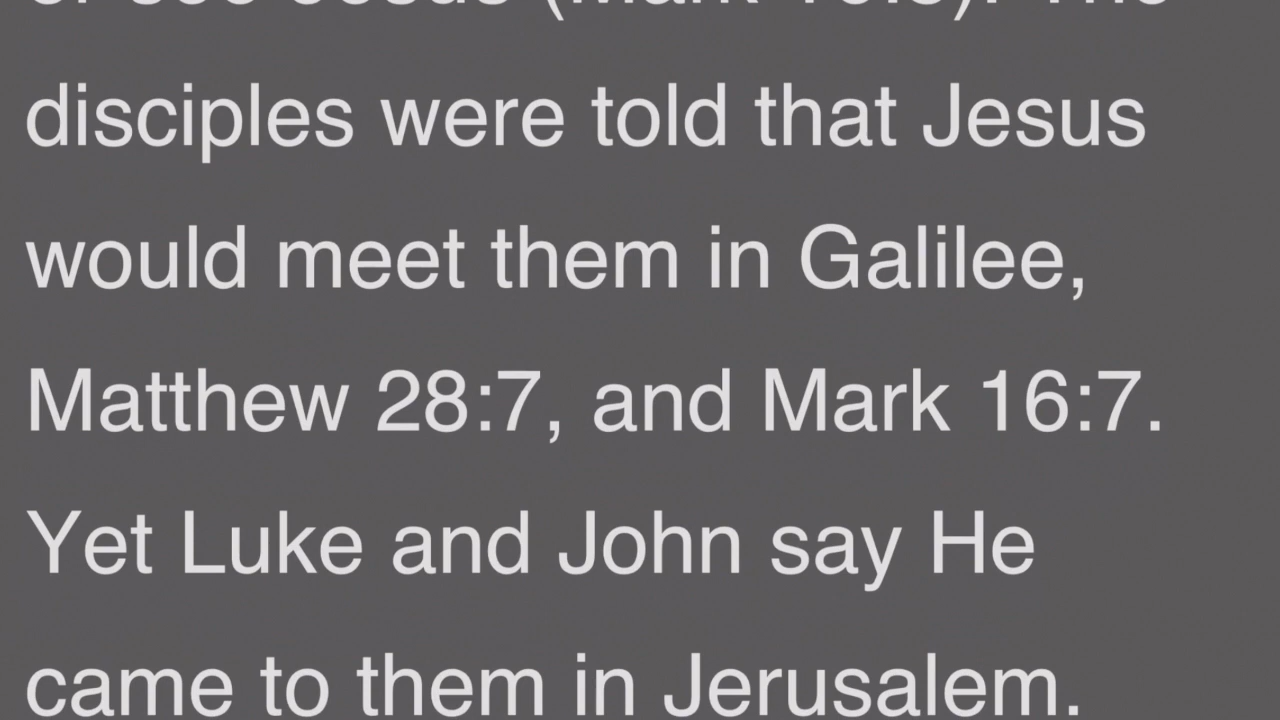 disciples were told that Jesus
would meet them in Galilee,
Matthew 28:7, and Mark 16:7.
Yet Luke and John say He
came to them in Jerusalem.